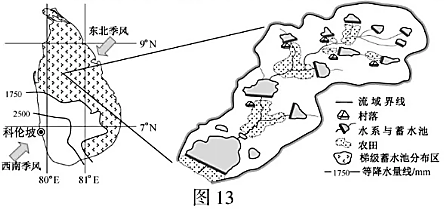 东北季风
9°N
1750
2500
科伦坡
7°N
西南季风
80°E 81°E
流域界线
村落
水系与蓄水池
农田
梯级蓄水池分布区
1750 等降水量线/mm
图 13